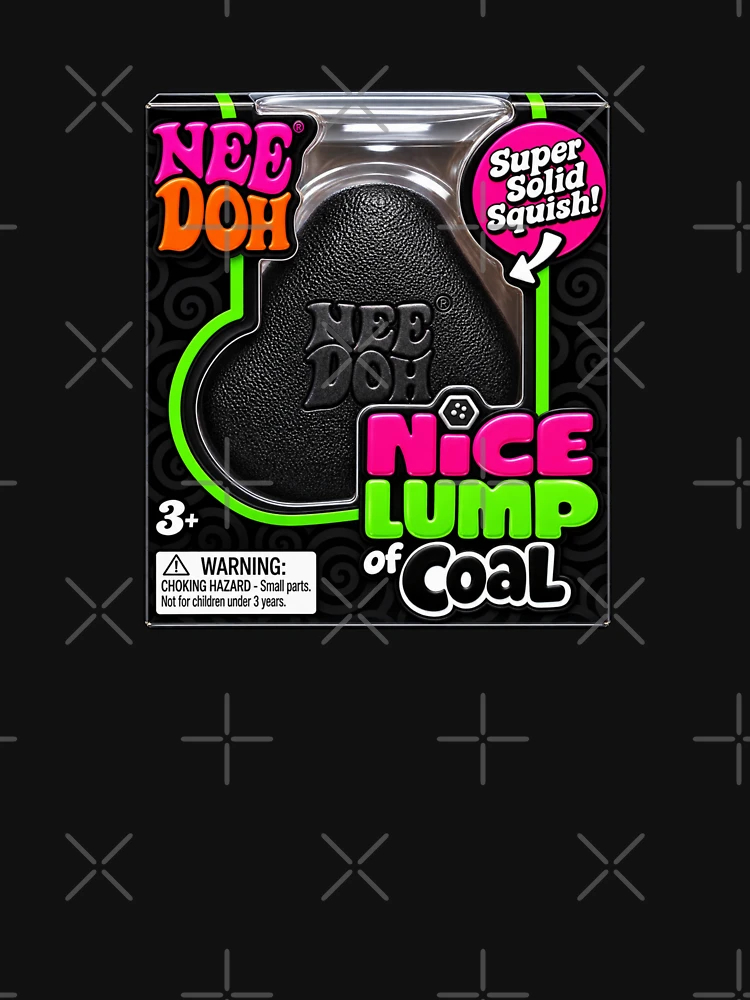 NEE®
DOH
Super
Solid
Squish!
NEE®
DOH
NiCE
LUMP
of Coal
3+
WARNING:
CHOKING HAZARD - Small parts.
Not for children under 3 years.